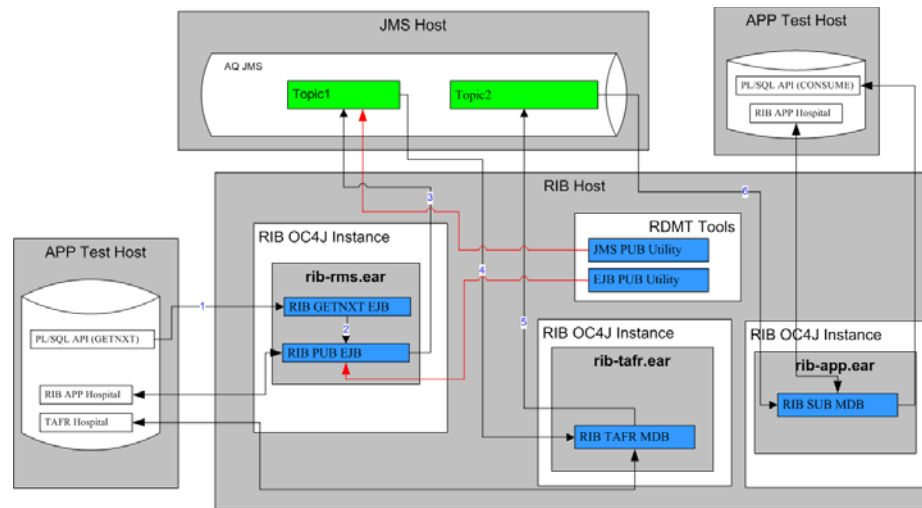 JMS Host
AQ JMS
Topic1
Topic2
APP Test Host
PL/SQL API (CONSUME)
RIB APP Hospital
RIB Host
3
6
RIB OC4J Instance
rib-rms.ear
RIB GETNXT EJB
2
RIB PUB EJB
RDMT Tools
JMS PUB Utility
EJB PUB Utility
4
5
APP Test Host
1
PL/SQL API (GETNXT)
RIB APP Hospital
TAFR Hospital
RIB OC4J Instance
rib-tafr.ear
RIB TAFR MDB
RIB OC4J Instance
rib-app.ear
RIB SUB MDB